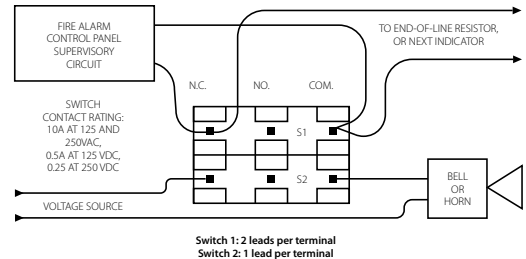 FIRE ALARM
CONTROL PANEL
SUPERVISORY
CIRCUIT
TO END-OF-LINE RESISTOR,
OR NEXT INDICATOR
N.C.
NO.
COM.
SWITCH
CONTACT RATING:
10A AT 125 AND
250VAC,
0.5A AT 125 VDC,
0.25 AT 250 VDC
S1
S2
BELL
OR
HORN
VOLTAGE SOURCE
Switch 1: 2 leads per terminal
Switch 2: 1 lead per terminal